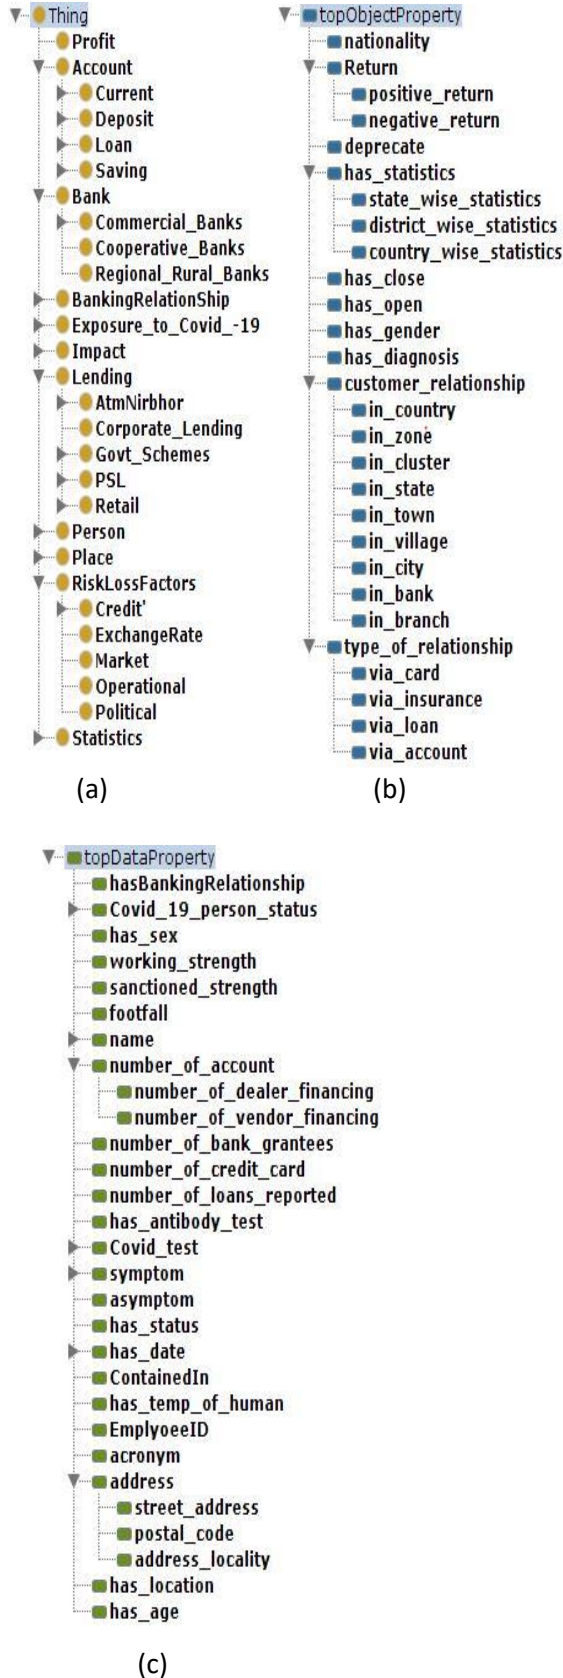 Thing
Profit
Account
Current
Deposit
Loan
Saving
Bank
Commercial_Banks
Cooperative_Banks
Regional_Rural_Banks
BankingRelationShip
Exposure_to_Covid_-19
Impact
Lending
AtmNirbhor
Corporate_Lending
Govt_Schemes
PSL
Retail
Person
Place
RiskLossFactors
Credit'
ExchangeRate
Market
Operational
Political
Statistics
(a)
topObjectProperty
nationality
Return
positive_return
negative_return
deprecate
has_statistics
state_wise_statistics
district_wise_statistics
country_wise_statistics
has_close
has_open
has_gender
has_diagnosis
customer_relationship
in_country
in_zone
in_cluster
in_state
in_town
in_village
in_city
in_bank
in_branch
type_of_relationship
via_card
via_insurance
via_loan
via_account
(b)
topDataProperty
hasBankingRelationship
Covid_19_person_status
has_sex
working_strength
sanctioned_strength
footfall
name
number_of_account
number_of_dealer_financing
number_of_vendor_financing
number_of_bank_grantees
number_of_credit_card
number_of_loans_reported
has_antibody_test
Covid_test
symptom
asymptom
has_status
has_date
ContainedIn
has_temp_of_human
EmplyoeeID
acronym
address
street_address
postal_code
address_locality
has_location
has_age
(c)